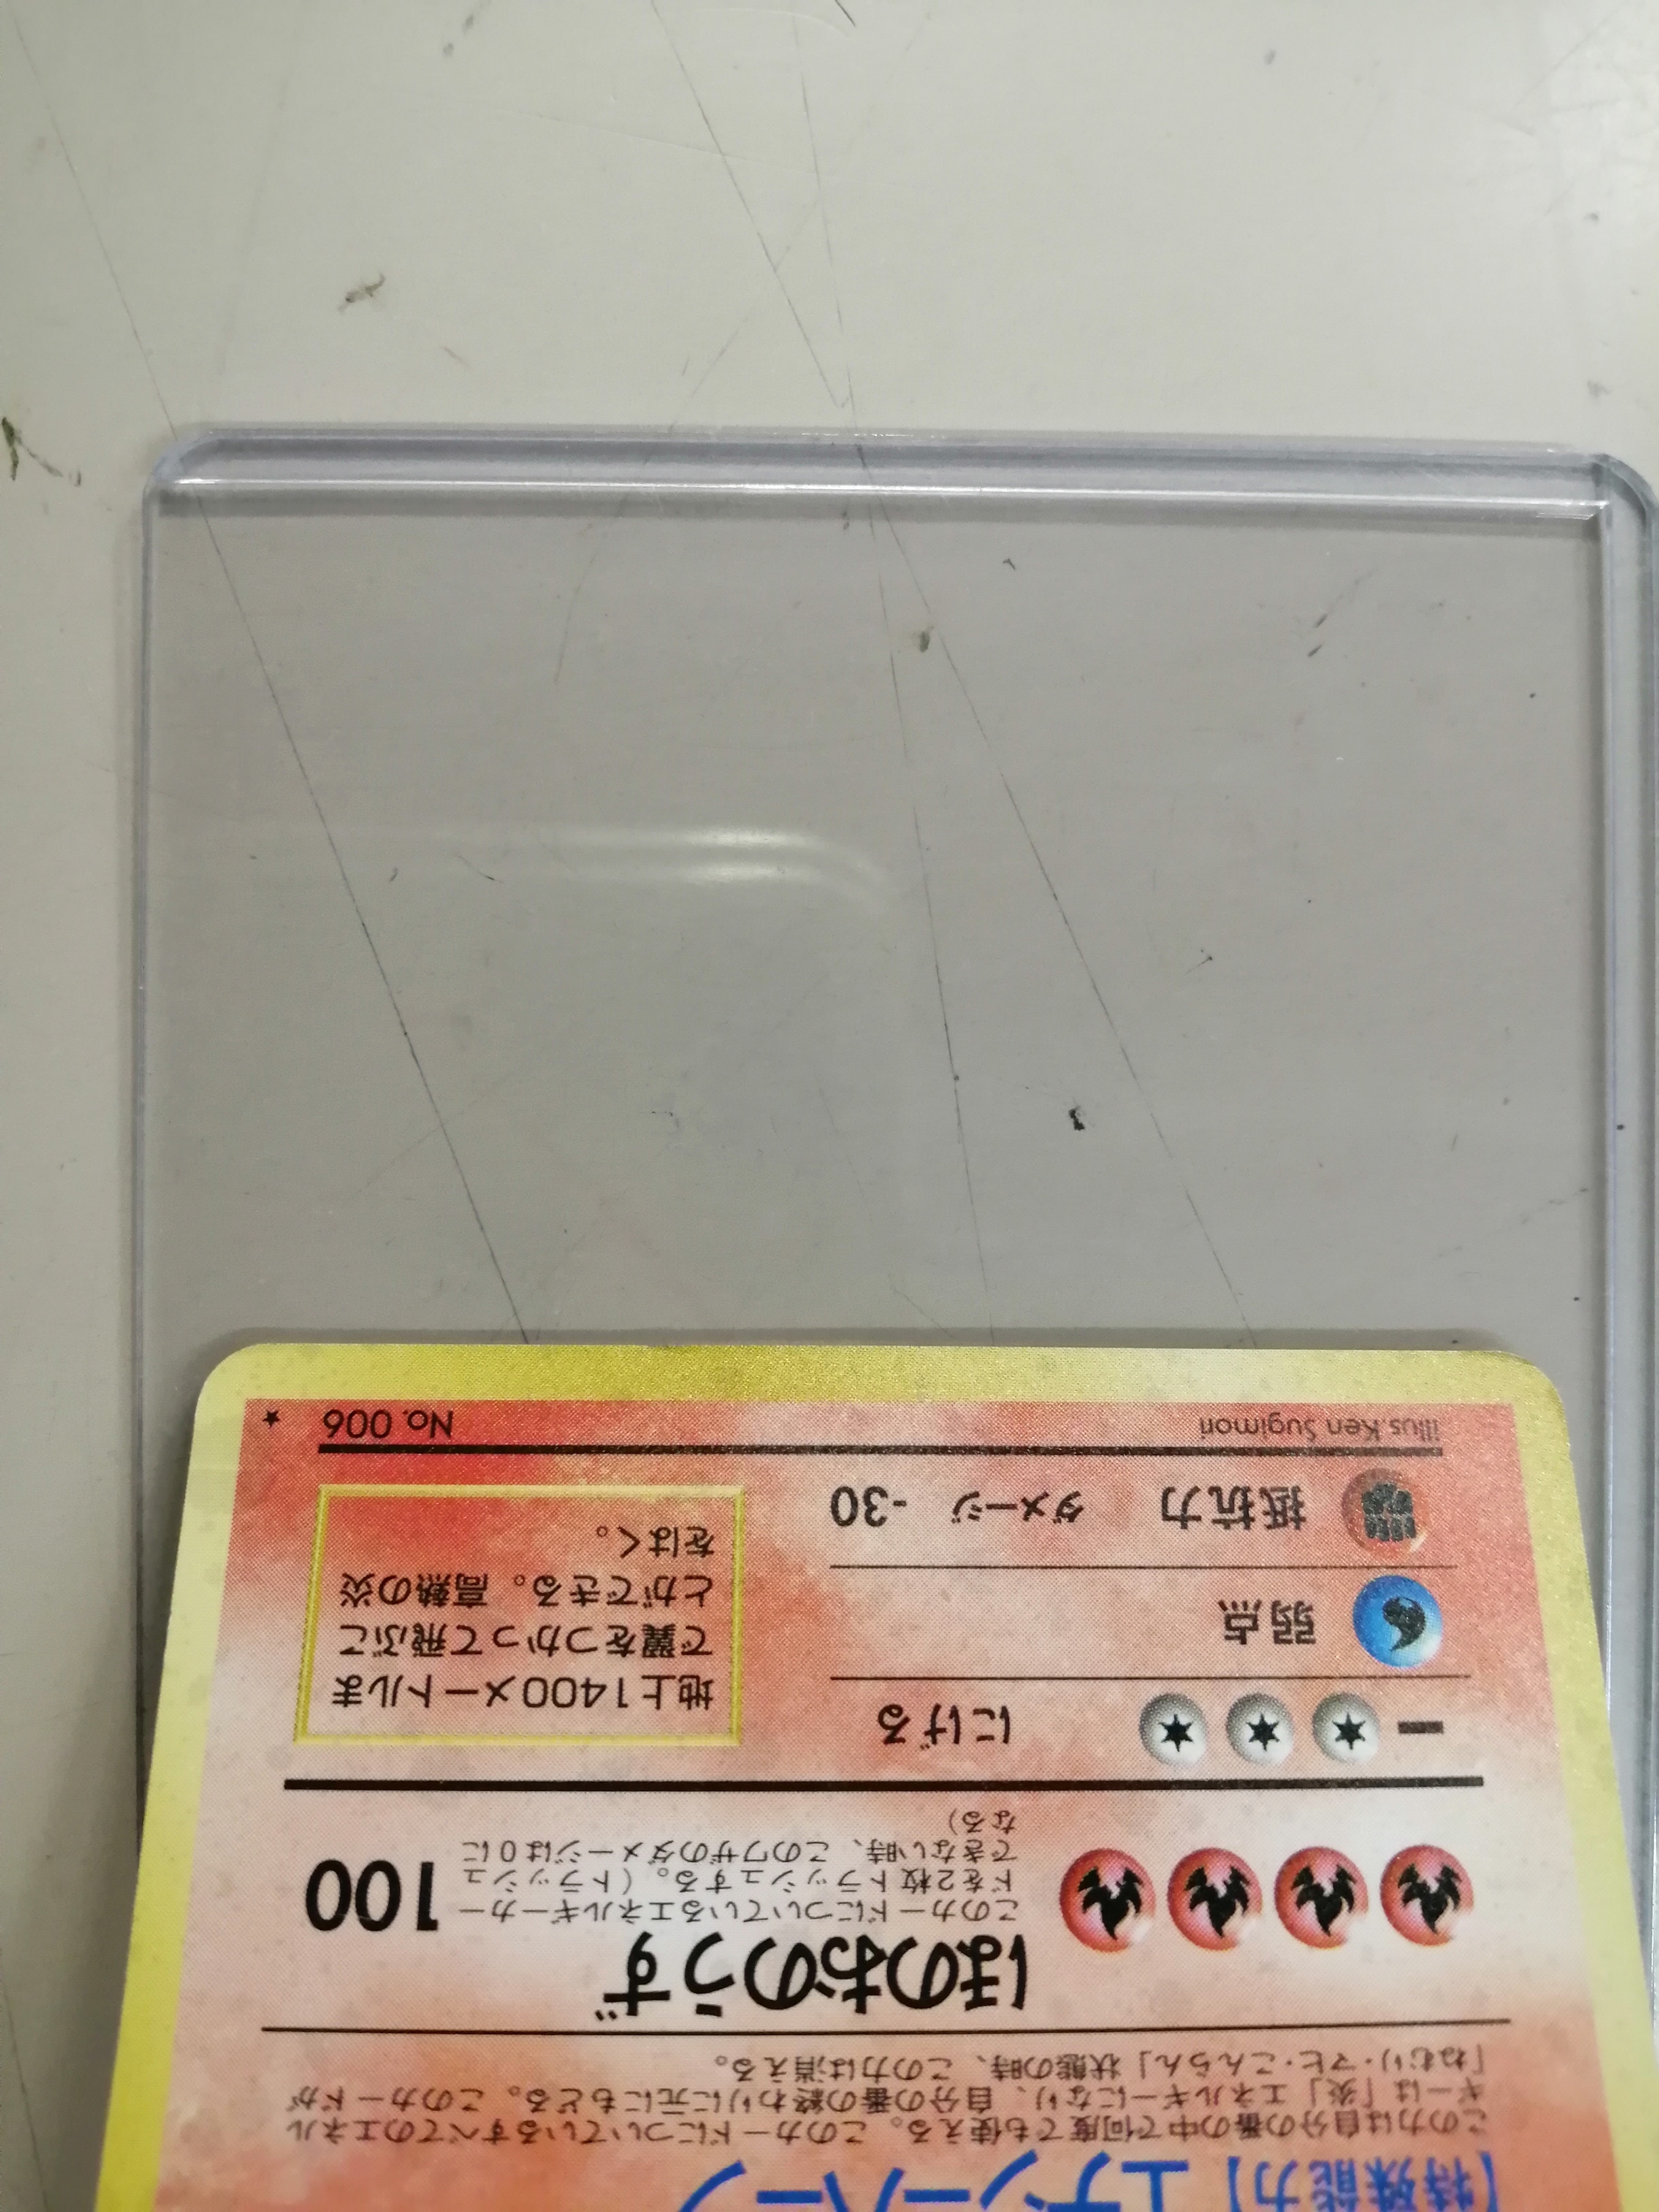 【特殊能力】エナジーバーン
この力は自分の番の中で何度でも使える。このカードについているすべてのエネル
ギーは「炎」エネルギーになり、自分の番の終わりに元にもどる。このカードが
「ねむり・マヒ・こんらん」状態の時、この力は消える。
ほのおのうず
100
このカードについているエネルギーカー
ドを2枚トラッシュする。(トラッシュ
できない時、このワザのダメージは0に
なる)
にげる
弱点
抵抗力 ダメージ -30
地上1400メートルま
で翼をつかって飛ぶこ
とができる。高熱の炎
をはく。
illus.Ken Sugimori
No. 006 ★